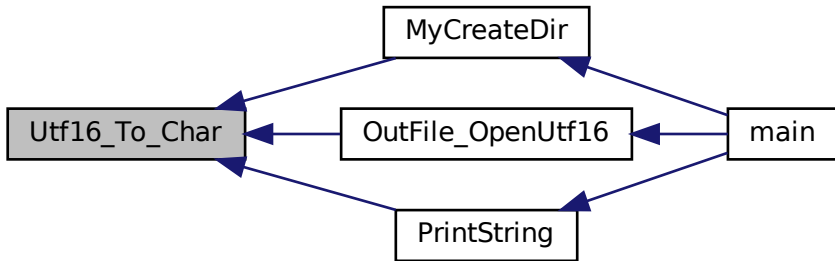 MyCreateDir
Utf16_To_Char
OutFile_OpenUtf16
main
PrintString